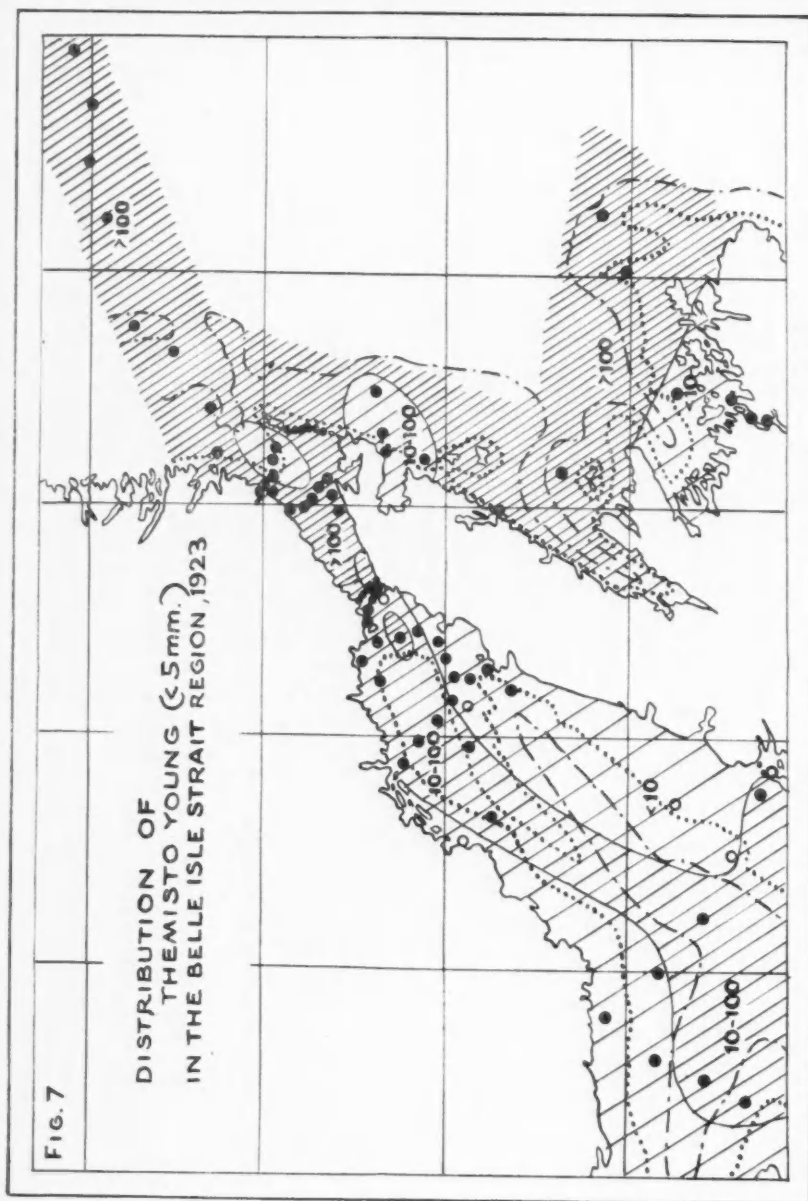 FIG. 7
DISTRIBUTION OF
THEMISTO YOUNG (<5mm.)
IN THE BELLE ISLE STRAIT REGION, 1923
>100
>100
10-100
>100
<10
10-100
<10
10-100